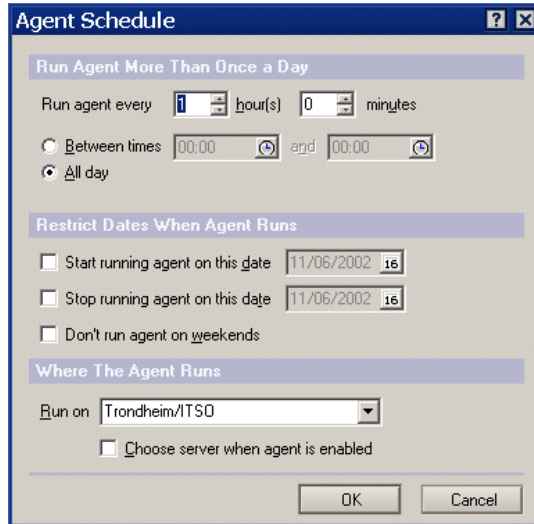 Agent Schedule
Run Agent More Than Once a Day
Run agent every 1 hour(s) 0 minutes
Between times 00:00 and 00:00
All day
Restrict Dates When Agent Runs
Start running agent on this date 11/06/2002 16
Stop running agent on this date 11/06/2002 16
Don't run agent on weekends
Where The Agent Runs
Run on Trondheim/ITSO
Choose server when agent is enabled
OK Cancel